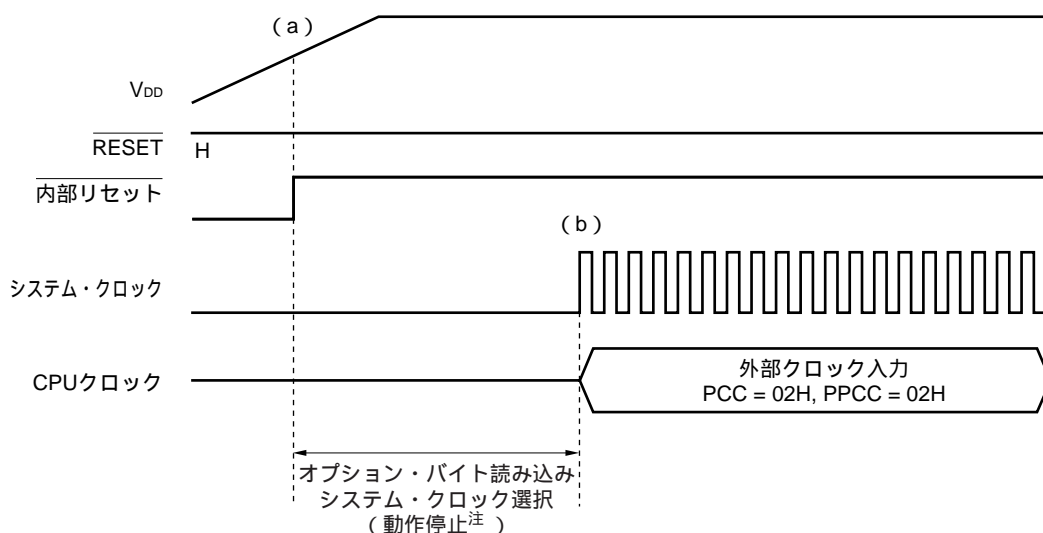 (a)
VDD
RESET
H
内部リセット
(b)
システム・クロック
CPUクロック
外部クロック入力
PCC = 02H, PPCC = 02H
オプション・バイト読み込み
システム・クロック選択
(動作停止注)